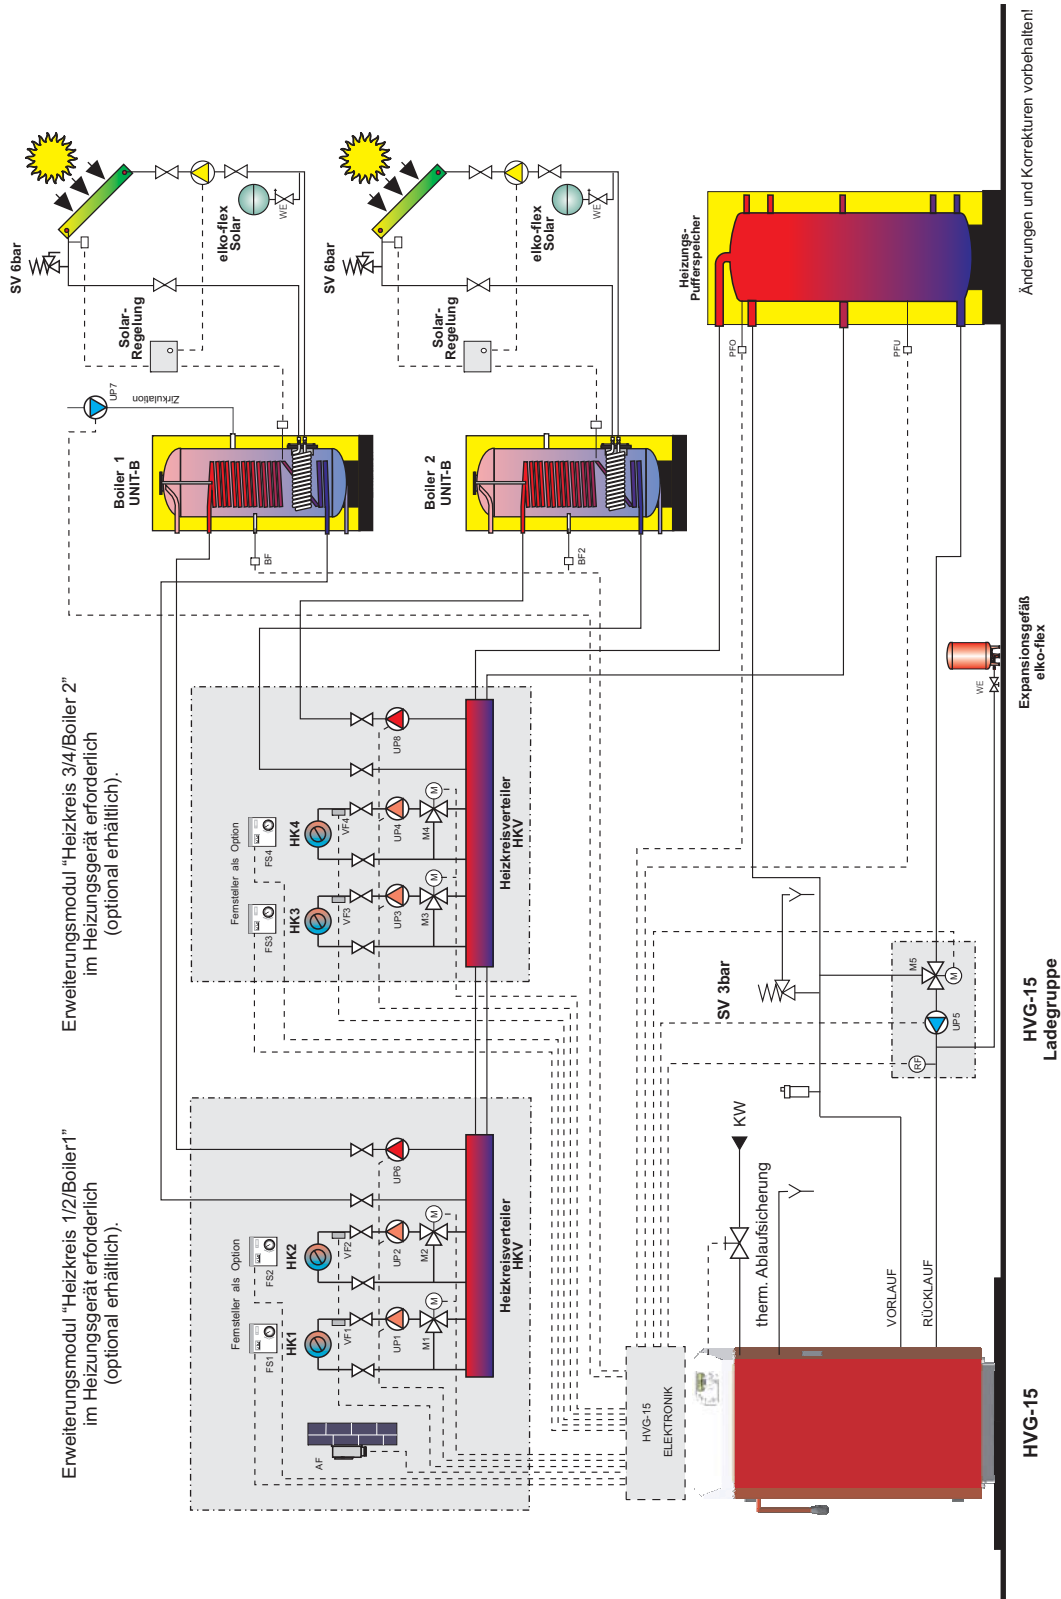 Erweiterungsmodul “Heizkreis 1/2/Boiler1”
im Heizungsgerät erforderlich
(optional erhältlich).
Erweiterungsmodul “Heizkreis 3/4/Boiler 2”
im Heizungsgerät erforderlich
(optional erhältlich).
SV 6bar
elko-flex
Solar
WE
Solar-
Regelung
UP7
Zirkulation
Boiler 1
UNIT-B
BF
SV 6bar
elko-flex
Solar
WE
Solar-
Regelung
Boiler 2
UNIT-B
BF2
Fernsteller als Option
FS1
FS2
HK1
HK2
VF1
VF2
UP1
UP2
UP6
M1
M
M2
M
AF
Heizkreisverteiler
HKV
Fernsteller als Option
FS3
FS4
HK3
HK4
VF3
VF4
UP3
UP4
UP8
M3
M
M4
M
Heizkreisverteiler
HKV
Heizungs-
Pufferspeicher
PFO
PFU
HVG-15
ELEKTRONIK
KW
therm. Ablaufsicherung
SV 3bar
VORLAUF
RÜCKLAUF
RF
UP5
M5
M
WE
HVG-15
HVG-15
Ladegruppe
Expansionsgefäß
elko-flex
Änderungen und Korrekturen vorbehalten!